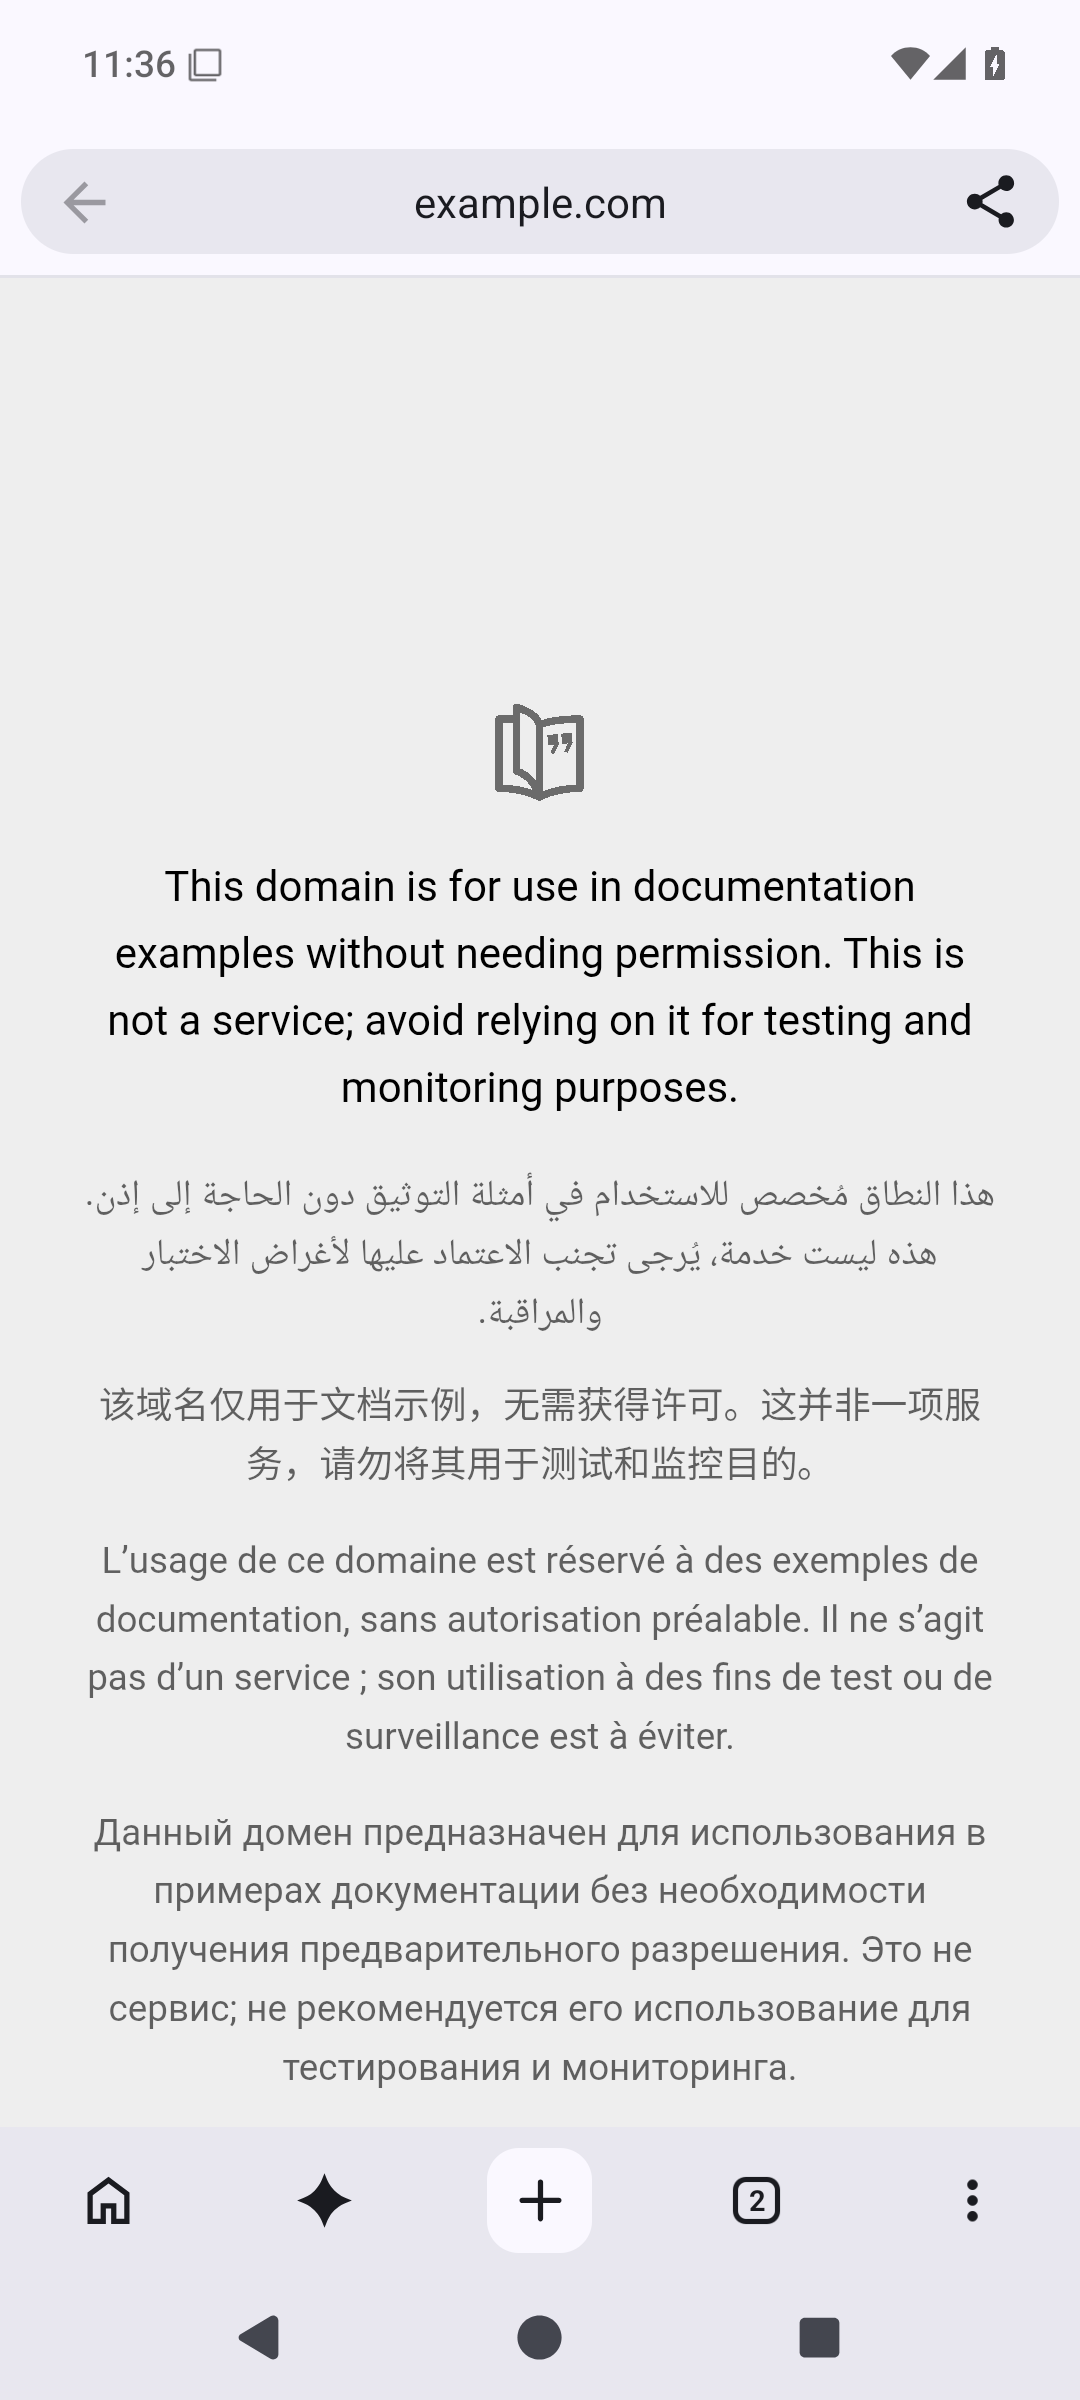 11:36
example.com
This domain is for use in documentation
examples without needing permission. This is
not a service; avoid relying on it for testing and
monitoring purposes.
هذا النطاق مُخصص للاستخدام في أمثلة التوثيق دون الحاجة إلى إذن.
هذه ليست خدمة، يُرجى تجنب الاعتماد عليها لأغراض الاختبار
والمراقبة.
该域名仅用于文档示例，无需获得许可。这并非一项服
务，请勿将其用于测试和监控目的。
L’usage de ce domaine est réservé à des exemples de
documentation, sans autorisation préalable. Il ne s’agit
pas d’un service ; son utilisation à des fins de test ou de
surveillance est à éviter.
Данный домен предназначен для использования в
примерах документации без необходимости
получения предварительного разрешения. Это не
сервис; не рекомендуется его использование для
тестирования и мониторинга.
2